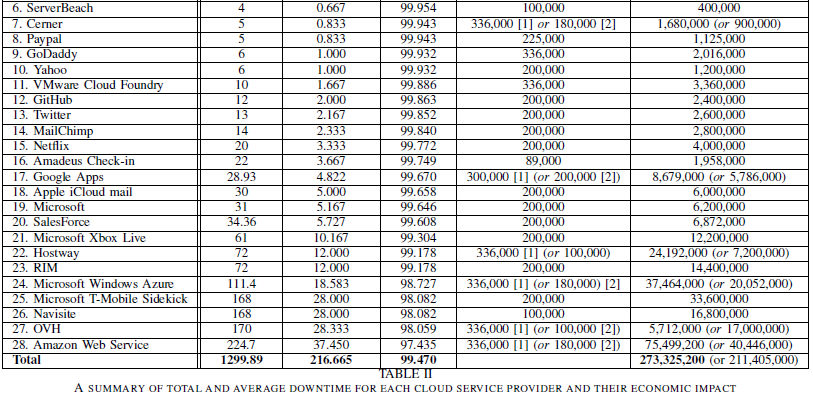 6. ServerBeach 4 0.667 99.954 100,000 400,000
7. Cerner 5 0.833 99.943 336,000 [1] or 180,000 [2] 1,680,000 (or 900,000)
8. Paypal 5 0.833 99.943 225,000 1,125,000
9. GoDaddy 6 1.000 99.932 336,000 2,016,000
10. Yahoo 6 1.000 99.932 200,000 1,200,000
11. VMware Cloud Foundry 10 1.667 99.886 336,000 3,360,000
12. GitHub 12 2.000 99.863 200,000 2,400,000
13. Twitter 13 2.167 99.852 200,000 2,600,000
14. MailChimp 14 2.333 99.840 200,000 2,800,000
15. Netflix 20 3.333 99.772 200,000 4,000,000
16. Amadeus Check-in 22 3.667 99.749 89,000 1,958,000
17. Google Apps 28.93 4.822 99.670 300,000 [1] (or 200,000 [2]) 8,679,000 (or 5,786,000)
18. Apple iCloud mail 30 5.000 99.658 200,000 6,000,000
19. Microsoft 31 5.167 99.646 200,000 6,200,000
20. SalesForce 34.36 5.727 99.608 200,000 6,872,000
21. Microsoft Xbox Live 61 10.167 99.304 200,000 12,200,000
22. Hostway 72 12.000 99.178 336,000 [1] (or 100,000) 24,192,000 (or 7,200,000)
23. RIM 72 12.000 99.178 200,000 14,400,000
24. Microsoft Windows Azure 111.4 18.583 98.727 336,000 [1] (or 180,000) [2] 37,464,000 (or 20,052,000)
25. Microsoft T-Mobile Sidekick 168 28.000 98.082 200,000 33,600,000
26. Navisite 168 28.000 98.082 100,000 16,800,000
27. OVH 170 28.333 98.059 336,000 [1] (or 100,000 [2]) 5,712,000 (or 17,000,000)
28. Amazon Web Service 224.7 37.450 97.435 336,000 [1] (or 180,000 [2]) 75,499,200 (or 40,446,000)
Total 1299.89 216.665 99.470 273,325,200 (or 211,405,000)
TABLE II
A SUMMARY OF TOTAL AND AVERAGE DOWNTIME FOR EACH CLOUD SERVICE PROVIDER AND THEIR ECONOMIC IMPACT